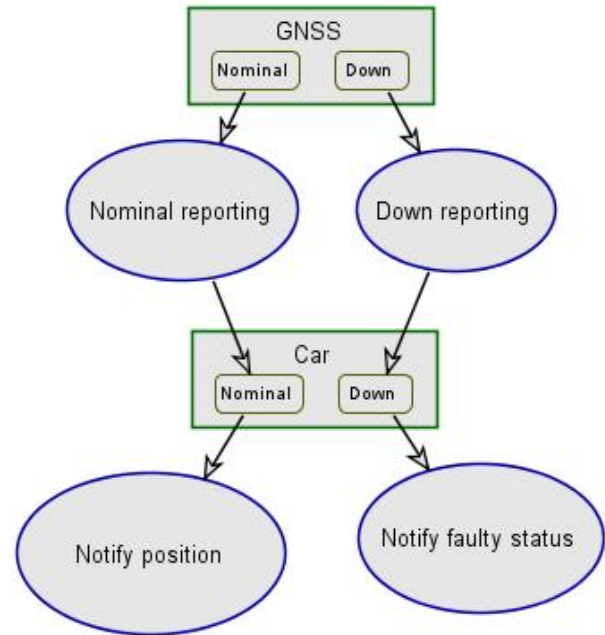 GNSS
Nominal
Down
Nominal reporting
Down reporting
Car
Nominal
Down
Notify position
Notify faulty status